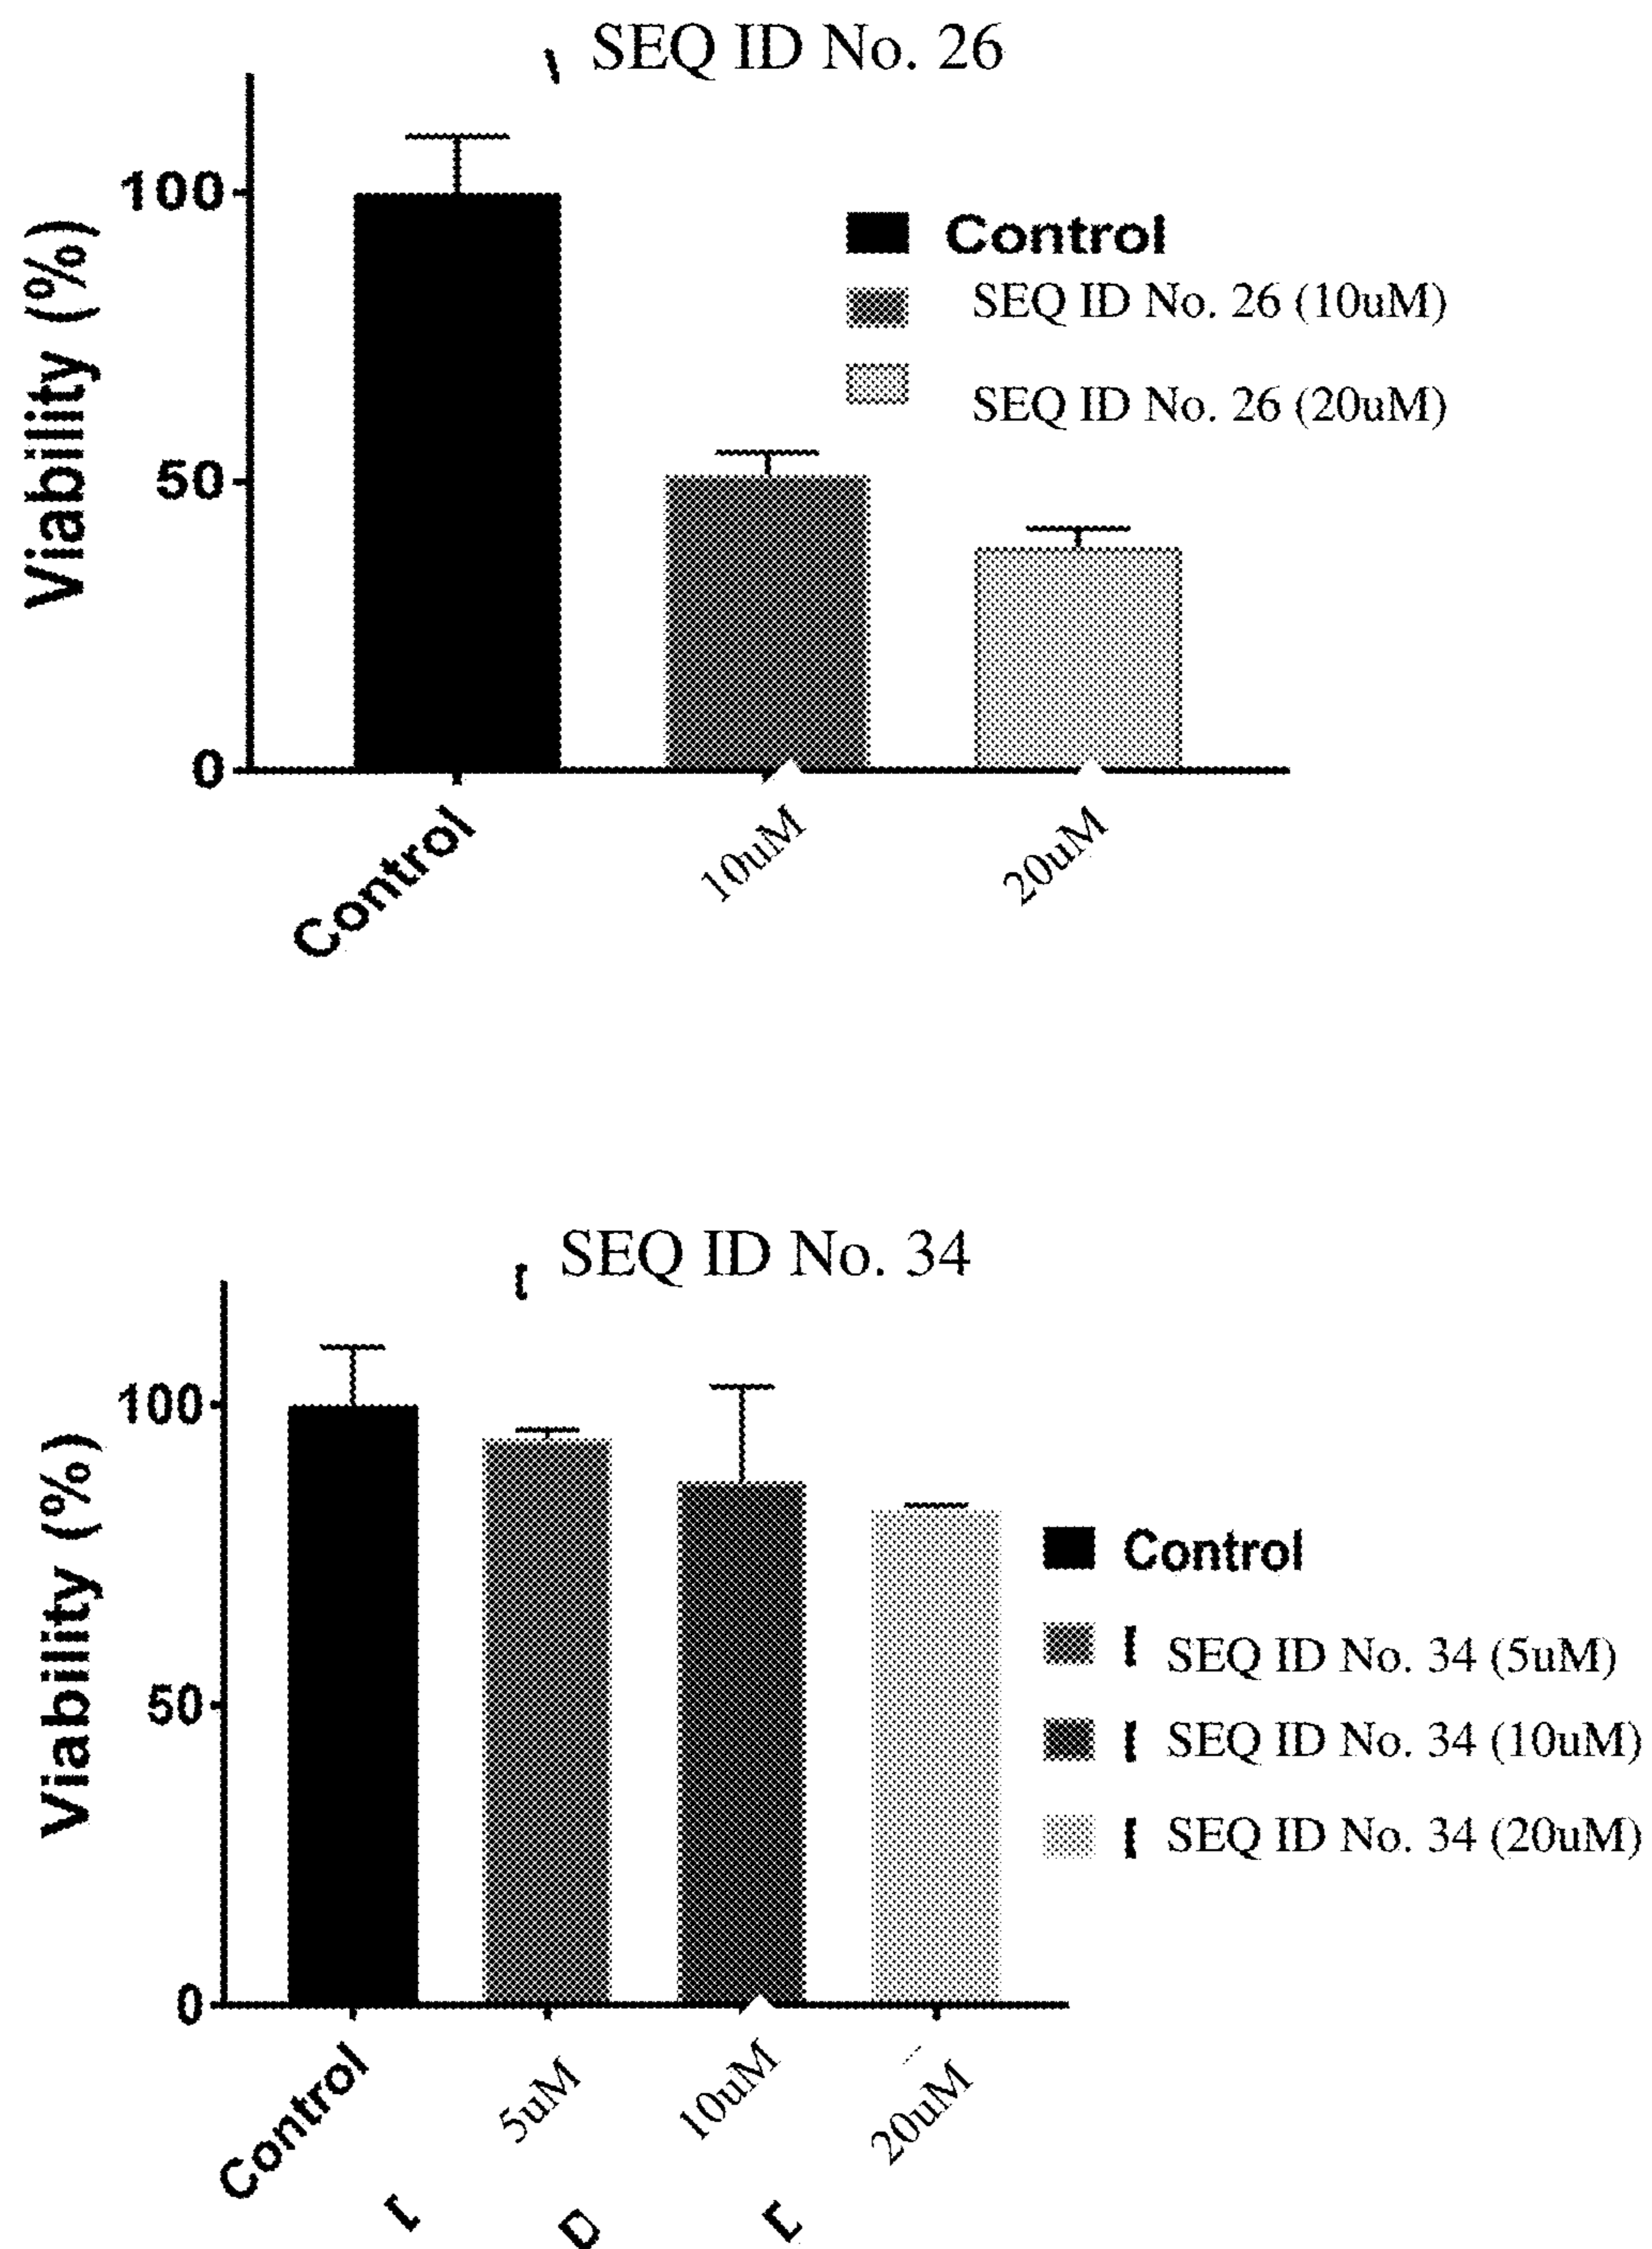 SEQ ID No. 26
Viability (%)
100
50
0
Control
SEQ ID No. 26 (10uM)
SEQ ID No. 26 (20uM)
Control
10uM
20uM
SEQ ID No. 34
Viability (%)
100
50
0
Control
SEQ ID No. 34 (5uM)
SEQ ID No. 34 (10uM)
SEQ ID No. 34 (20uM)
Control
5uM
10uM
20uM